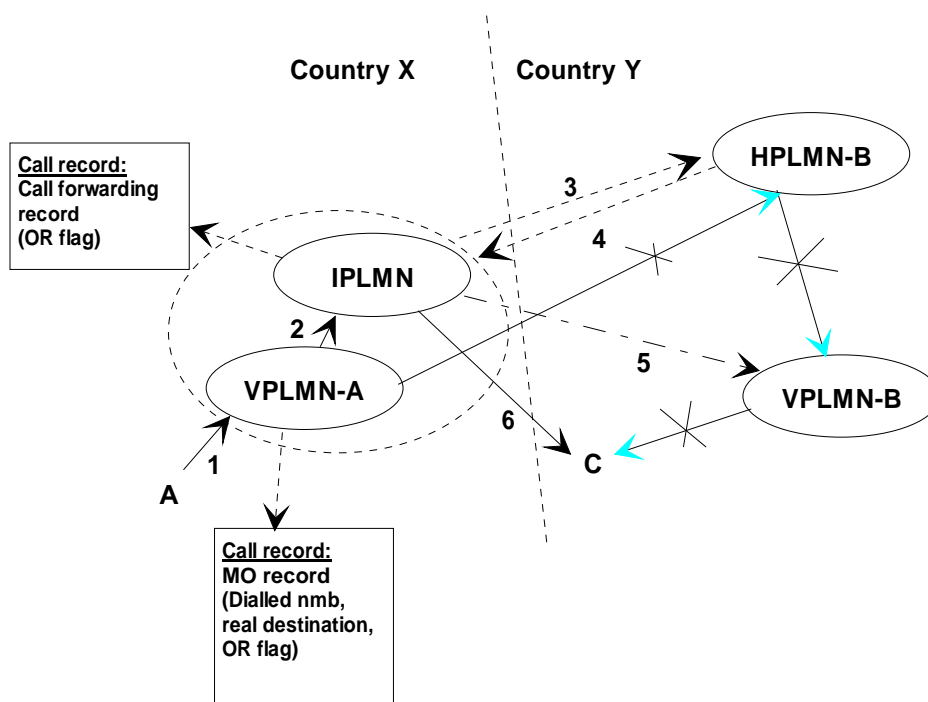 Country X
Country Y
Call record:
Call forwarding
record
(OR flag)
HPLMN-B
3
4
IPLMN
2
5
VPLMN-A
VPLMN-B
6
1
C
A
Call record:
MO record
(Dialled nmb,
real destination,
OR flag)